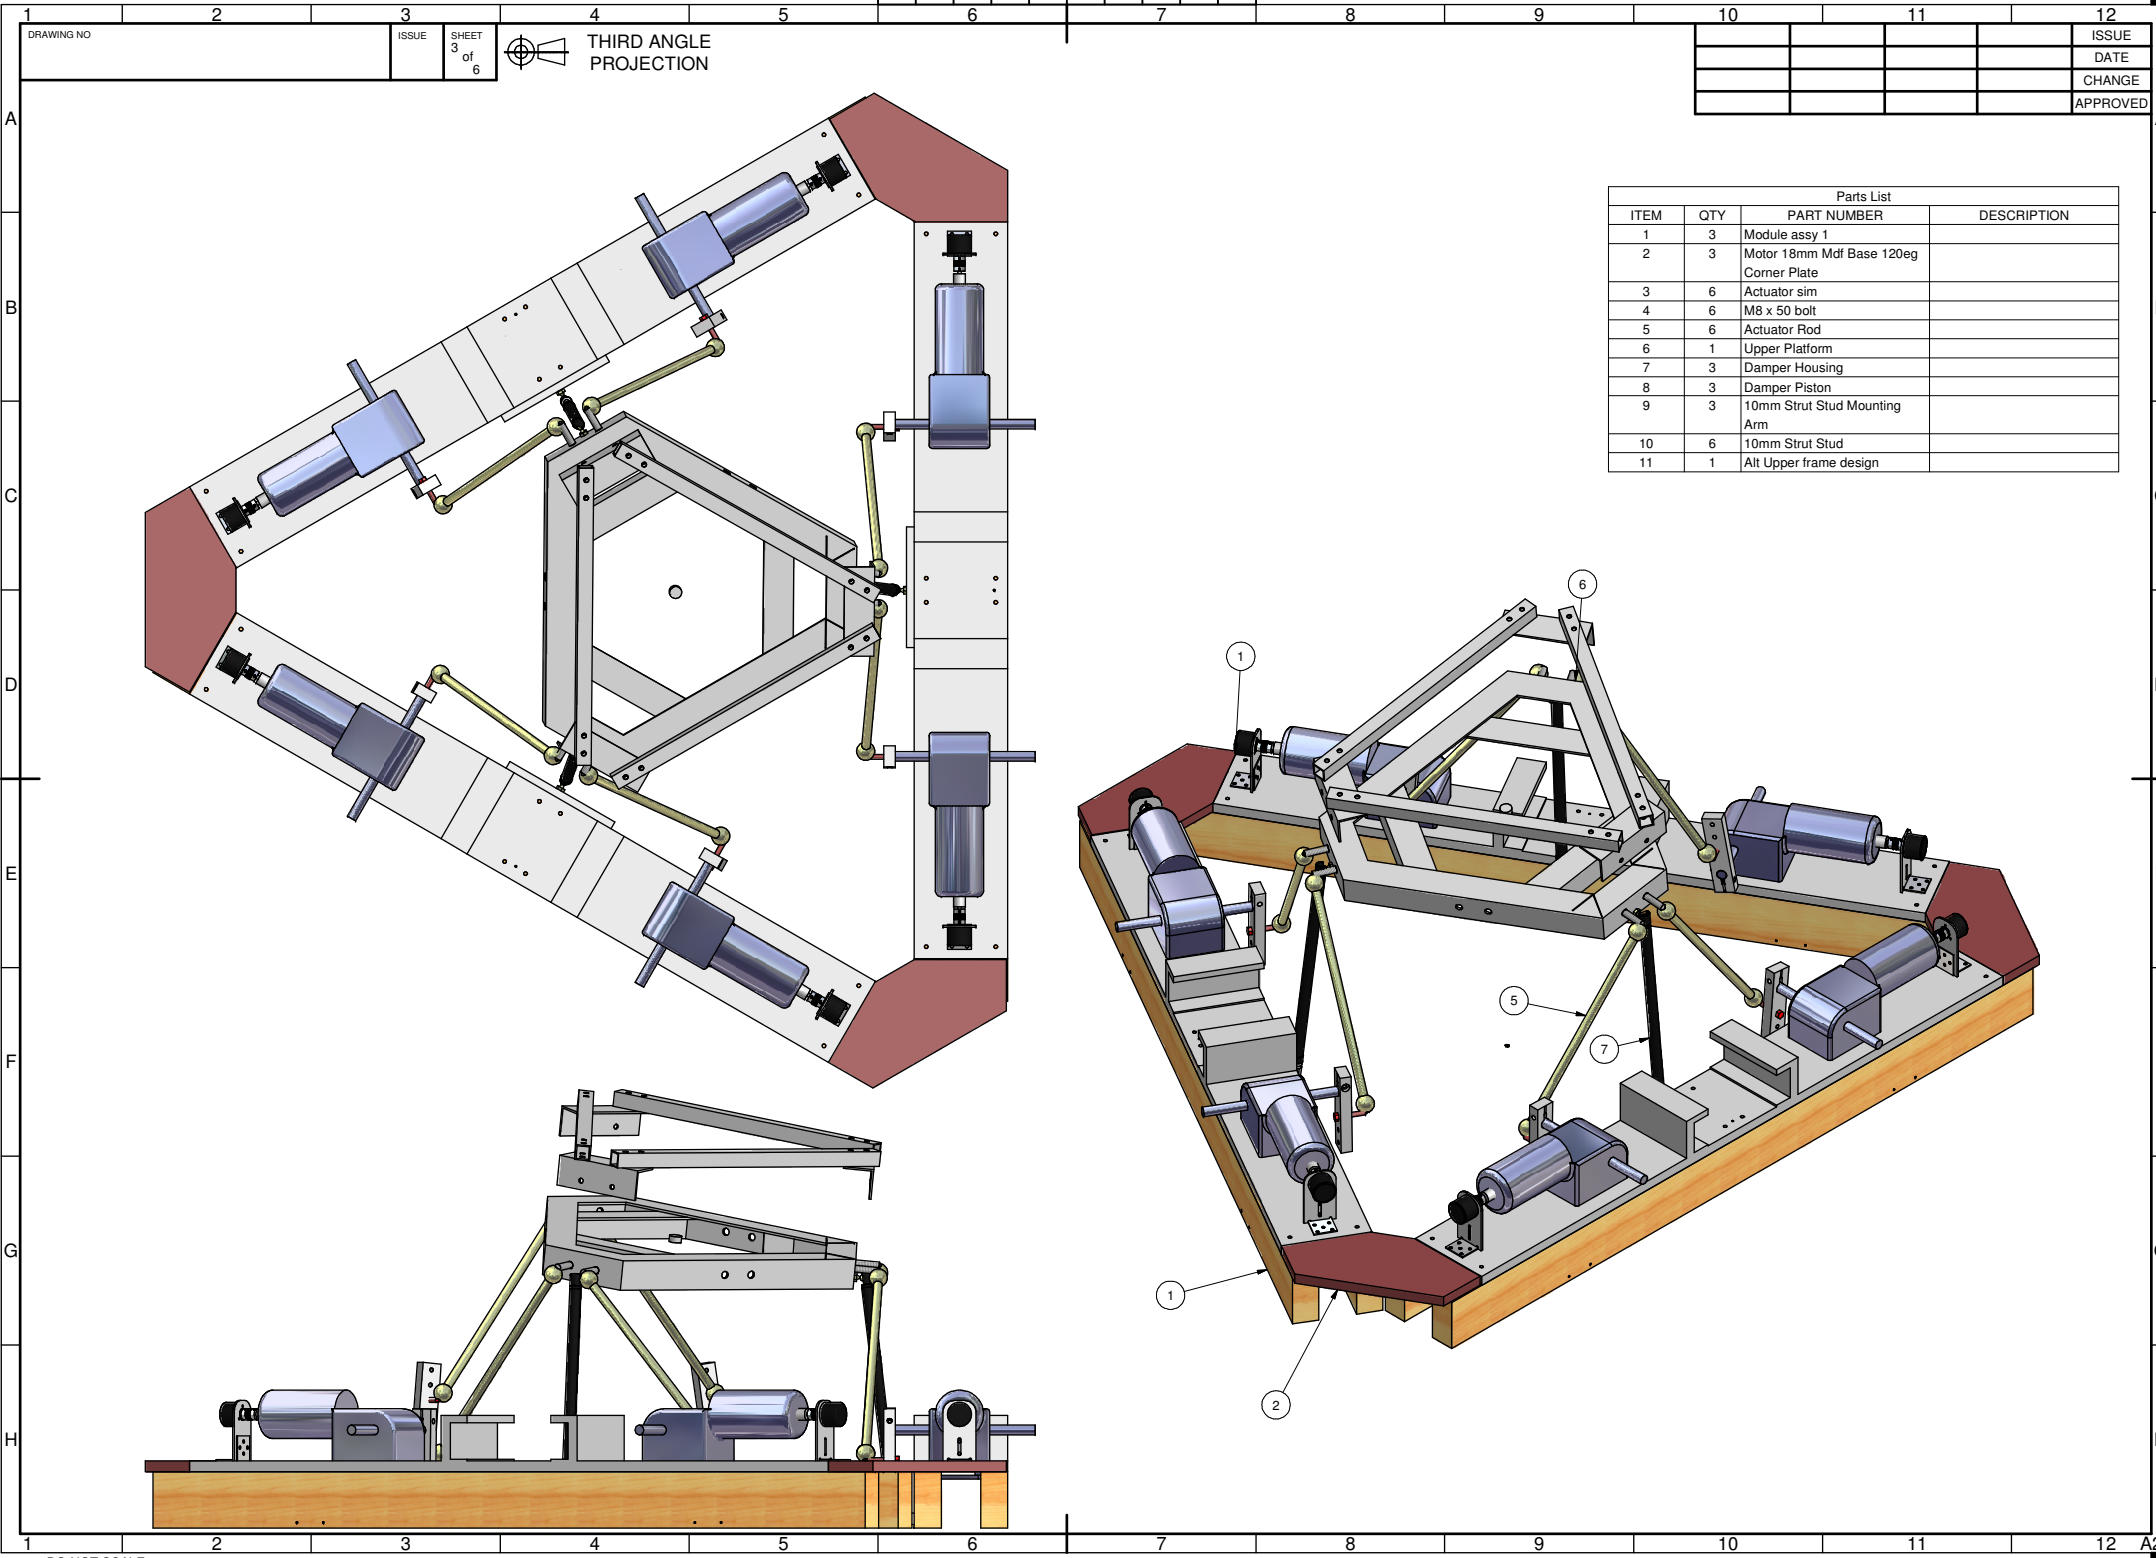 1 2 3 4 5 6 7 8 9 10 11 12
DRAWING NO
ISSUE
SHEET
3
of
6
THIRD ANGLE
PROJECTION
ISSUE
DATE
CHANGE
APPROVED
A
B
C
D
E
F
G
H
Parts List
ITEM QTY PART NUMBER DESCRIPTION
1 3 Module assy 1
2 3 Motor 18mm Mdf Base 120eg
Corner Plate
3 6 Actuator sim
4 6 M8 x 50 bolt
5 6 Actuator Rod
6 1 Upper Platform
7 3 Damper Housing
8 3 Damper Piston
9 3 10mm Strut Stud Mounting
Arm
10 6 10mm Strut Stud
11 1 Alt Upper frame design
6
1
5
7
1
2
1 2 3 4 5 6 7 8 9 10 11 12